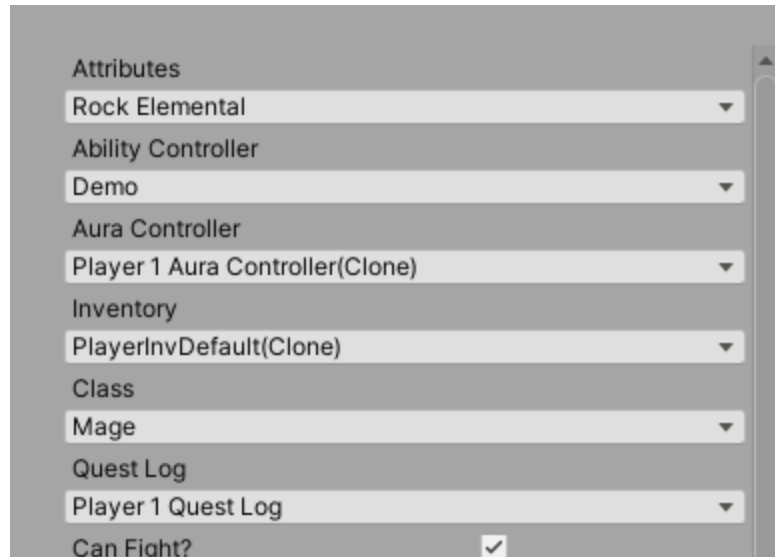 Attributes
Rock Elemental
Ability Controller
Demo
Aura Controller
Player 1 Aura Controller(Clone)
Inventory
PlayerInvDefault(Clone)
Class
Mage
Quest Log
Player 1 Quest Log
Can Fight?